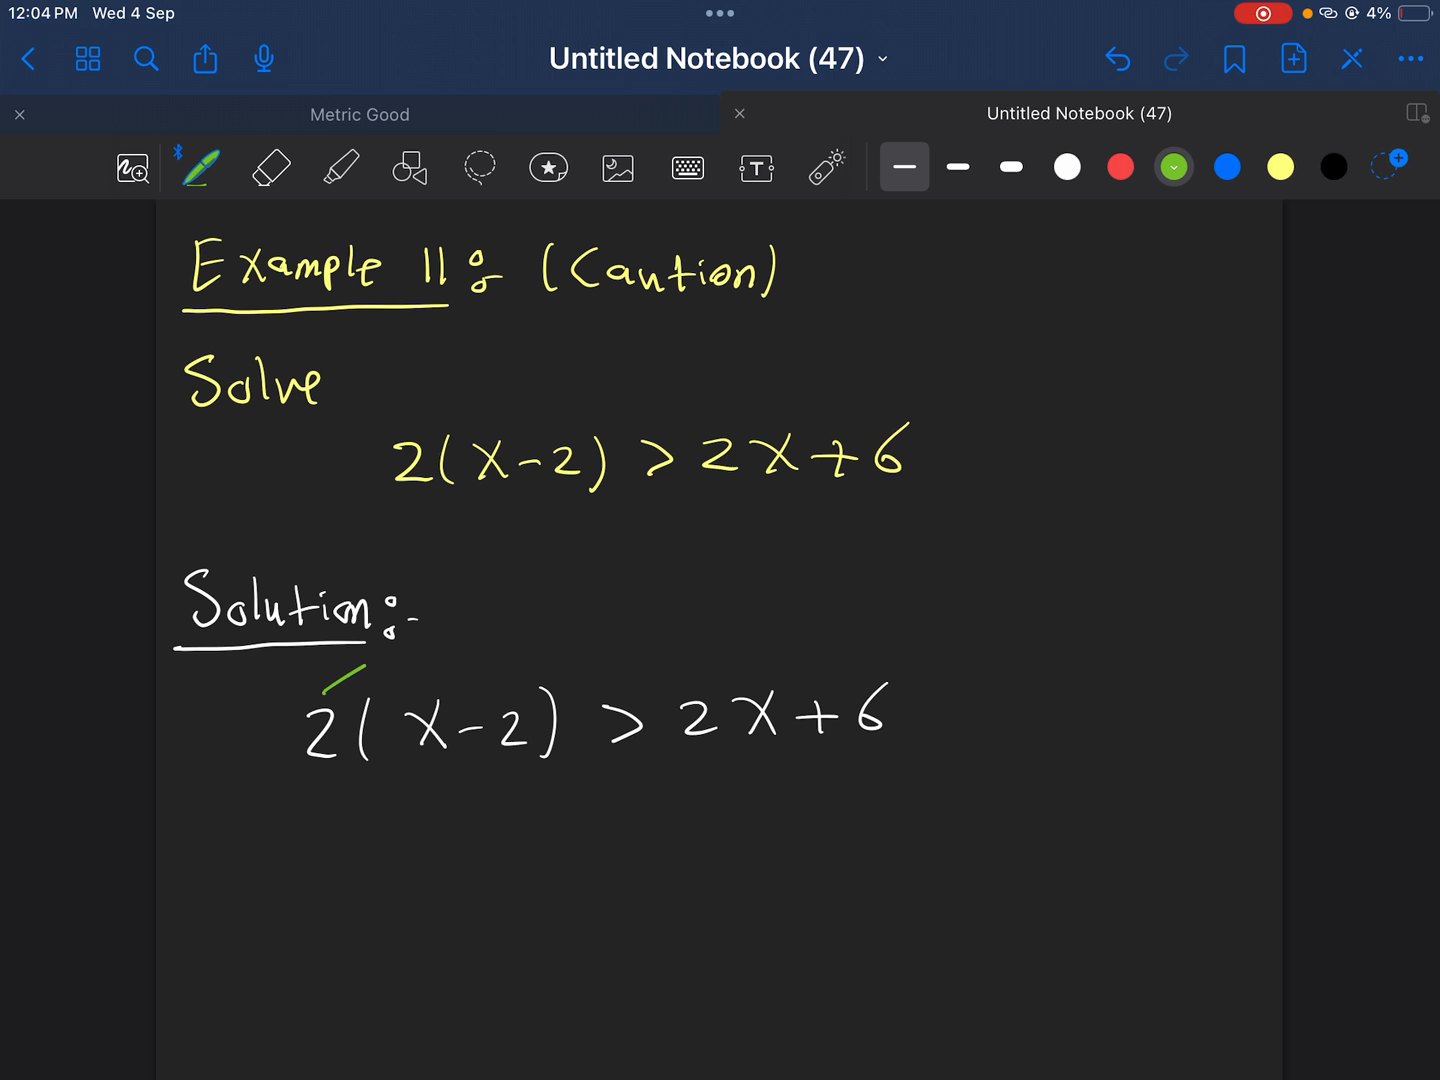 12:04 PM Wed 4 Sep 4%
Untitled Notebook (47)
Metric Good Untitled Notebook (47)
T
Example 11: (Caution)
Solve
2(x-2) > 2x+6
Solution:-
2(x-2) > 2x+6